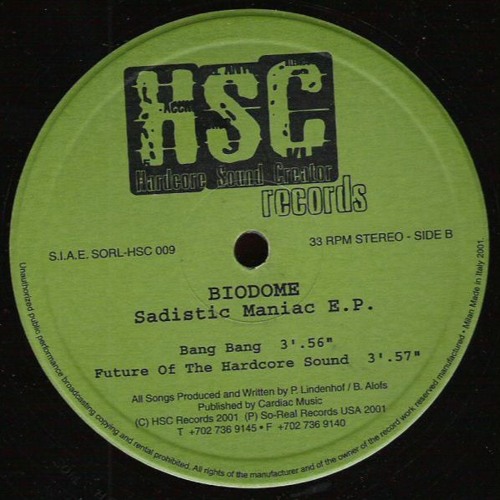 HSC
Hardcore Sound Creator
records
S.I.A.E. SORL-HSC 009
33 RPM STEREO - SIDE B
BIODOME
Sadistic Maniac E.P.
Bang Bang 3'.56"
Future Of The Hardcore Sound 3'.57"
All Songs Produced and Written by P. Lindenhof / B. Alofs
Published by Cardiac Music
(C) HSC Records 2001 (P) So-Real Records USA 2001
T +702 736 9145 • F +702 736 9140
Unauthorized public performance broadcasting copying and rental prohibited. All rights of the manufacturer and of the owner of the record work reserved • Milan Made in Italy 2001.